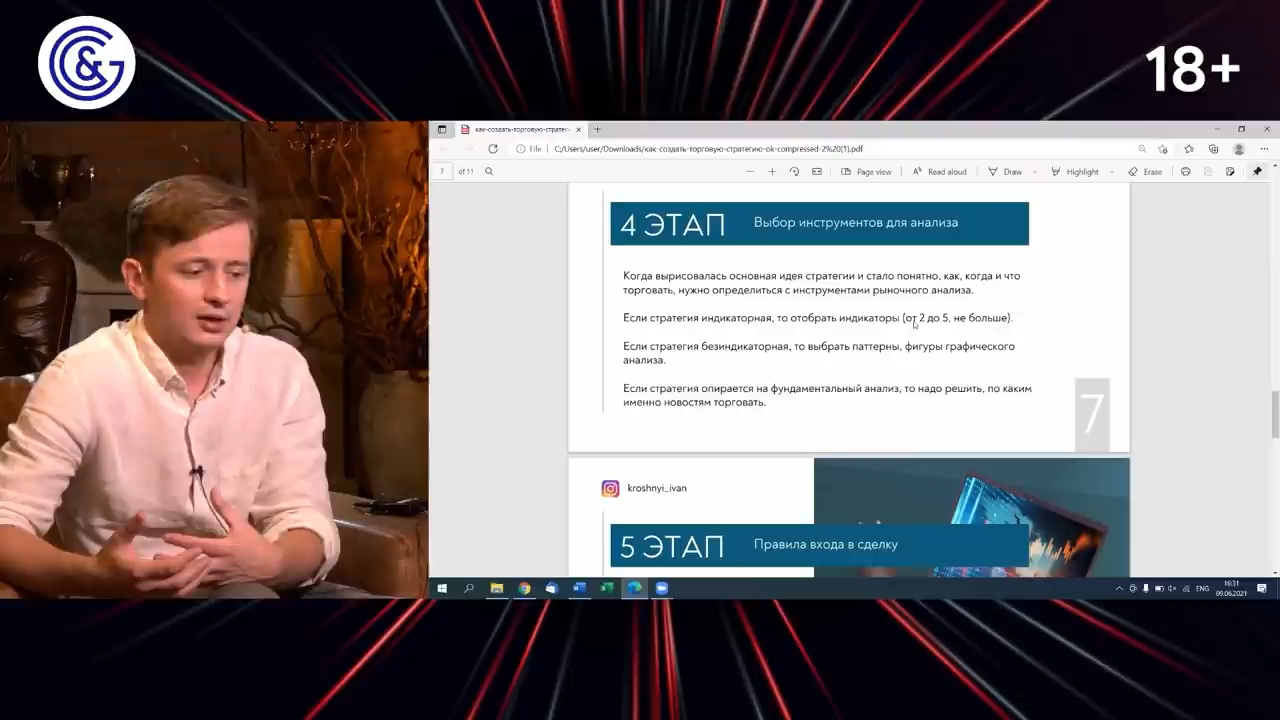 18+
как-создать-торговую-стратег
File
C:/Users/user/Downloads/как-создать-торговую-стратегию-ok-compressed-2%20(1).pdf
7 of 11
Page view
Read aloud
Draw
Highlight
Erase
4 ЭТАП
Выбор инструментов для анализа
Когда вырисовалась основная идея стратегии и стало понятно, как, когда и что
торговать, нужно определиться с инструментами рыночного анализа.
Если стратегия индикаторная, то отобрать индикаторы (от 2 до 5, не больше).
Если стратегия безиндикаторная, то выбрать паттерны, фигуры графического
анализа.
Если стратегия опирается на фундаментальный анализ, то надо решить, по каким
именно новостям торговать.
7
kroshnyi_ivan
5 ЭТАП
Правила входа в сделку
ENG
16:31
09.06.2021